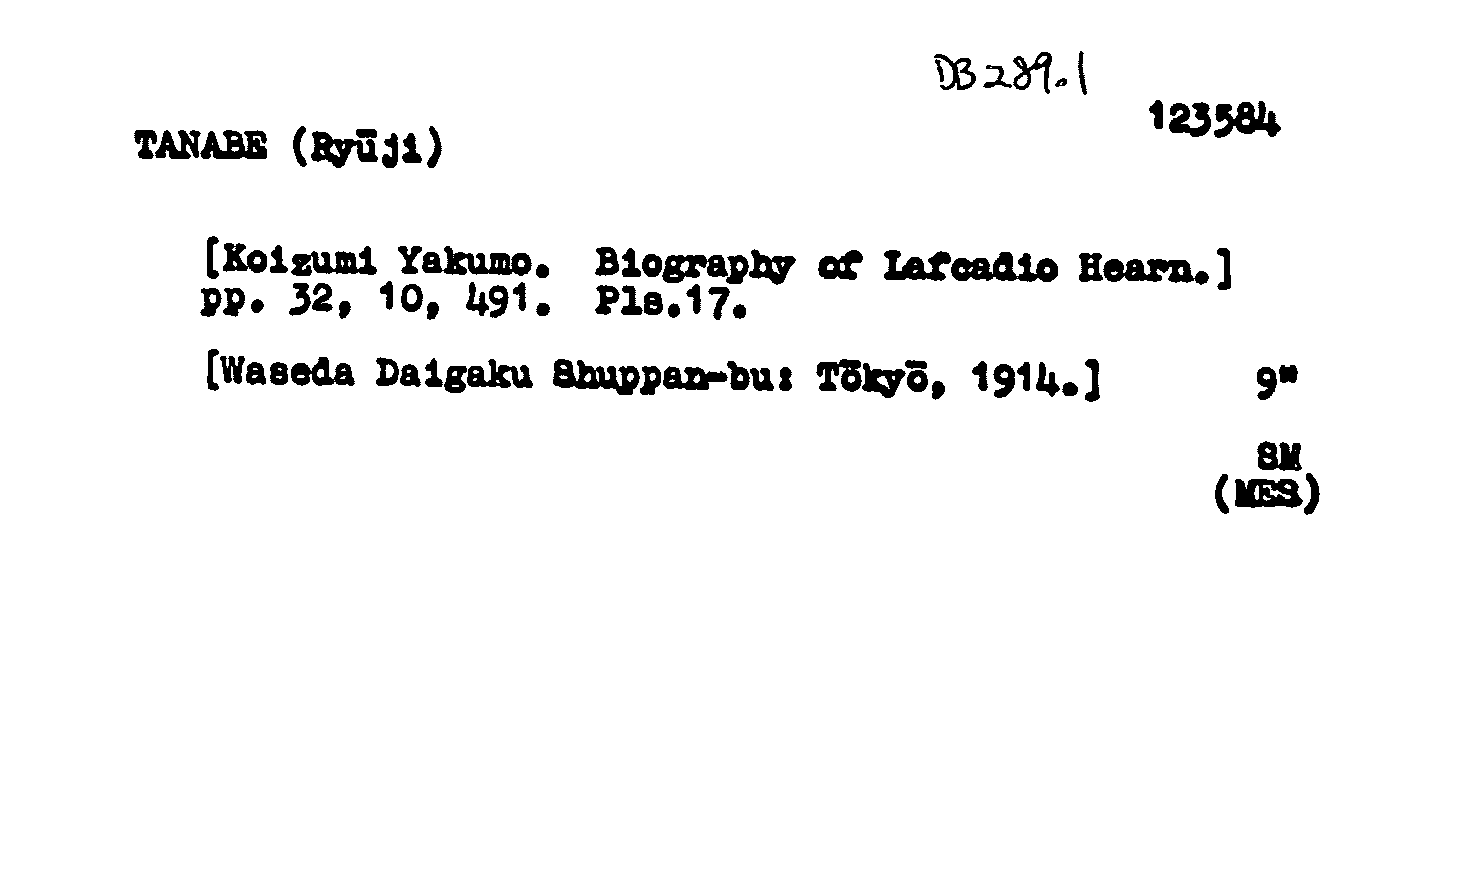 DB 289.1
123584
TANABE (Ryūji)
[Koizumi Yakumo. Biography of Lafcadio Hearn.]
pp. 32, 10, 491. Pls.17.
[Waseda Daigaku Shuppan-bu: Tōkyō, 1914.] 9"
SM
(MES)